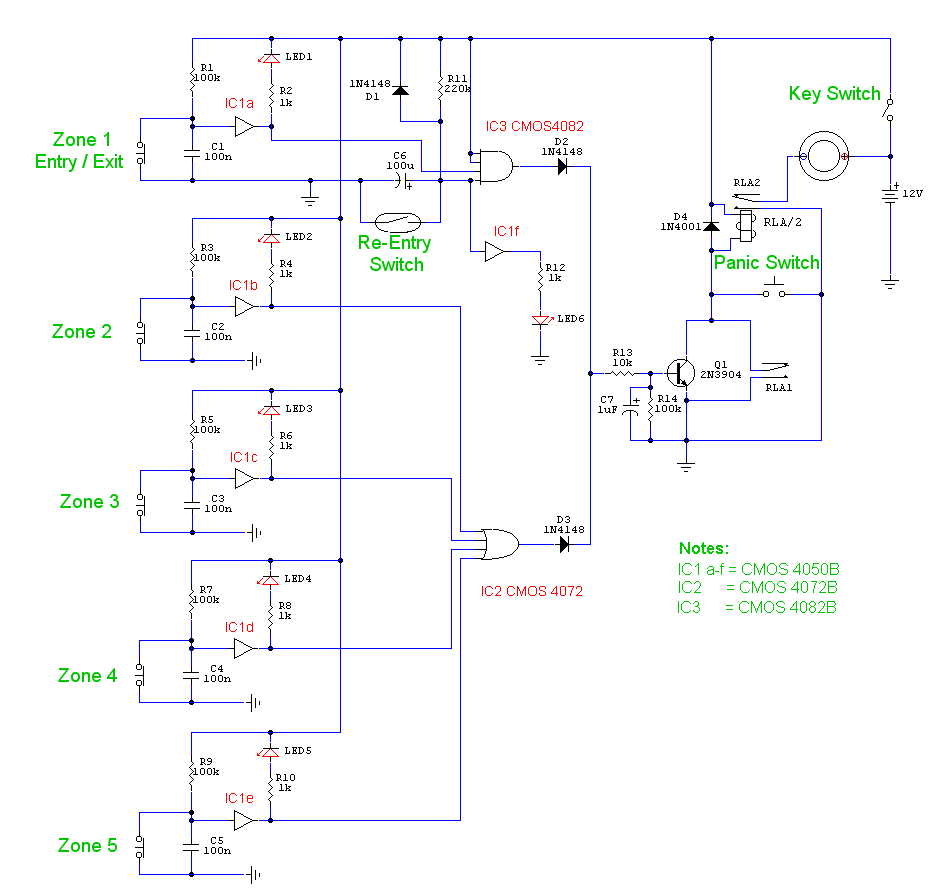 R1
100k
LED1
R2
1k
IC1a
Zone 1
Entry / Exit
C1
100n
1N4148
D1
R11
220k
IC3 CMOS4082
D2
1N4148
C6
100u
+
Re-Entry
Switch
IC1f
R12
1k
LED6
Key Switch
RLA2
+
12V
D4
1N4001
RLA/2
Panic Switch
R3
100k
LED2
R4
1k
IC1b
Zone 2
C2
100n
R13
10k
Q1
2N3904
C7
1uF
+
R14
100k
RLA1
R5
100k
LED3
R6
1k
IC1c
Zone 3
C3
100n
D3
1N4148
IC2 CMOS 4072
Notes:
IC1 a-f = CMOS 4050B
IC2 = CMOS 4072B
IC3 = CMOS 4082B
R7
100k
LED4
R8
1k
IC1d
Zone 4
C4
100n
R9
100k
LED5
R10
1k
IC1e
Zone 5
C5
100n